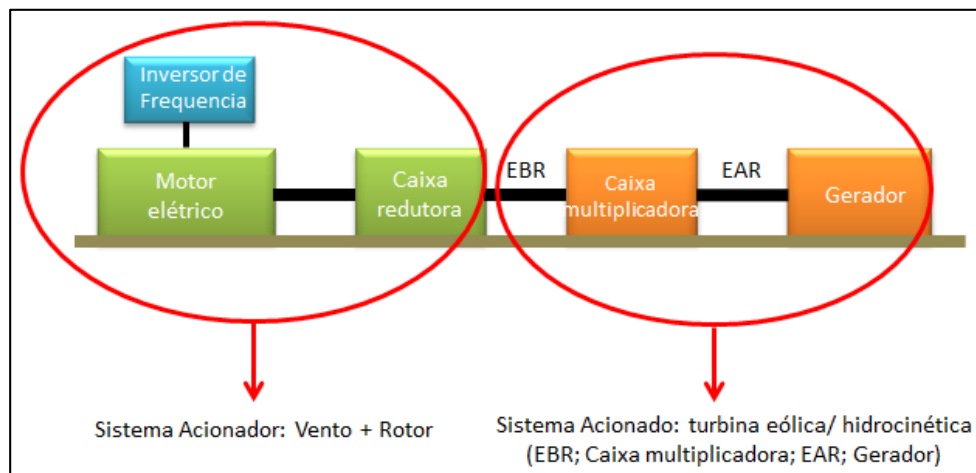 Inversor de
Frequencia
Motor
elétrico
Caixa
redutora
EBR
Caixa
multiplicadora
EAR
Gerador
Sistema Acionador: Vento + Rotor
Sistema Acionado: turbina eólica/ hidrocinética
(EBR; Caixa multiplicadora; EAR; Gerador)